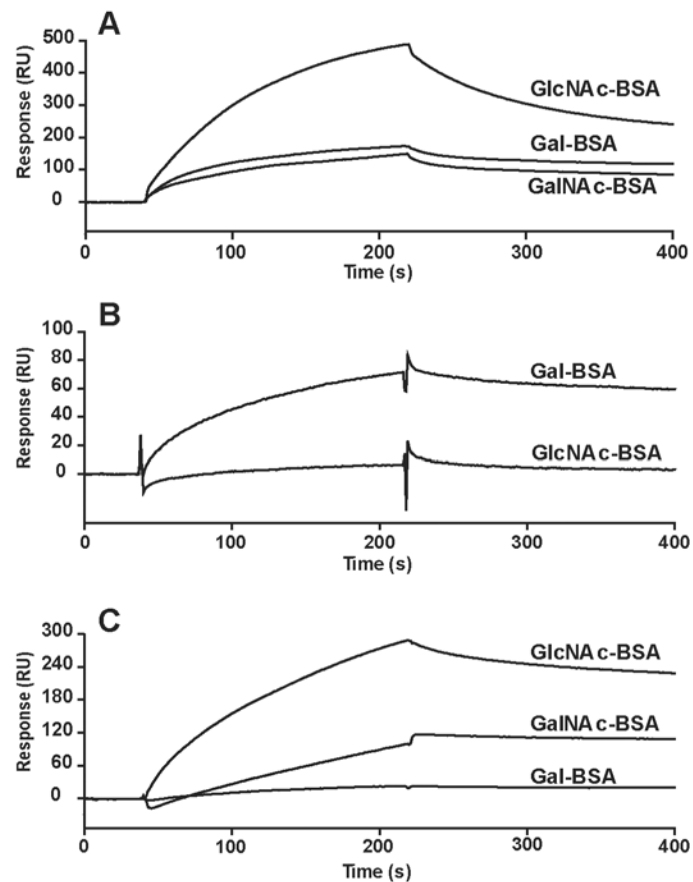 A
Response (RU)
500
400
300
200
100
0
GlcNAc-BSA
Gal-BSA
GalNAc-BSA
0 100 200 300 400
Time (s)
B
Response (RU)
100
80
60
40
20
0
Gal-BSA
GlcNAc-BSA
0 100 200 300 400
Time (s)
C
Response (RU)
300
240
180
120
60
0
GlcNAc-BSA
GalNAc-BSA
Gal-BSA
0 100 200 300 400
Time (s)